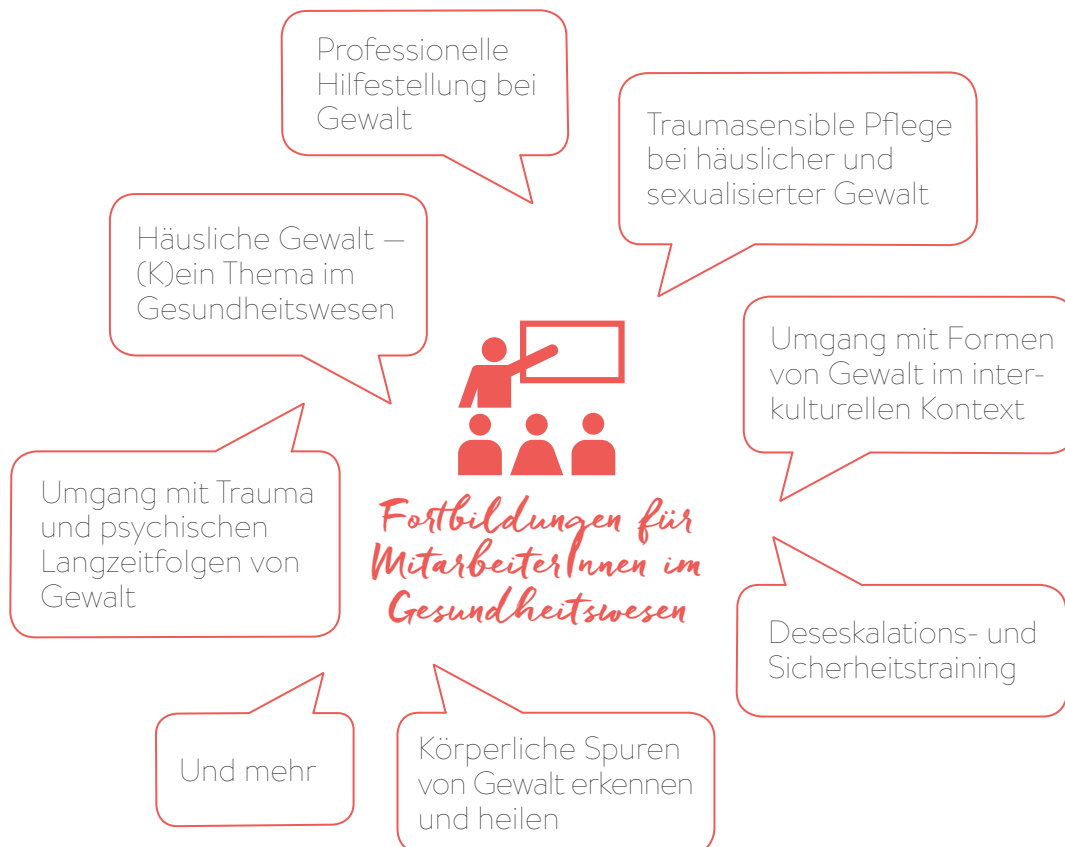 Professionelle
Hilfestellung bei
Gewalt
Traumasensible Pflege
bei häuslicher und
sexualisierter Gewalt
Häusliche Gewalt –
(K)ein Thema im
Gesundheitswesen
Umgang mit Formen
von Gewalt im inter-
kulturellen Kontext
Umgang mit Trauma
und psychischen
Langzeitfolgen von
Gewalt
Fortbildungen für
MitarbeiterInnen im
Gesundheitswesen
Deseskalations- und
Sicherheitstraining
Und mehr
Körperliche Spuren
von Gewalt erkennen
und heilen